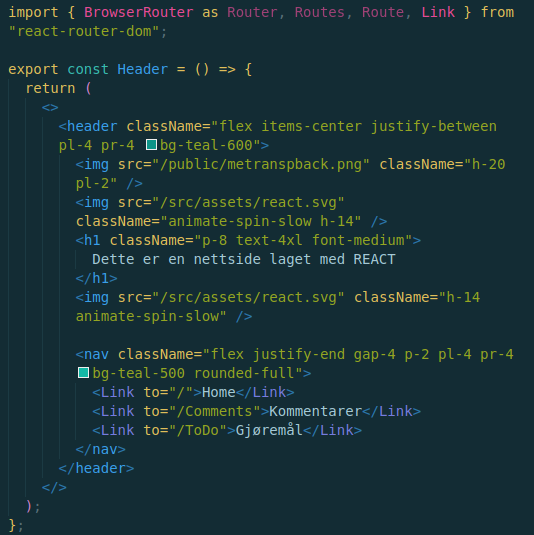 import { BrowserRouter as Router, Routes, Route, Link } from
"react-router-dom";
export const Header = () => {
return (
<>
<header className="flex items-center justify-between
pl-4 pr-4 bg-teal-600">
<img src="/public/metranspback.png" className="h-20
pl-2" />
<img src="/src/assets/react.svg"
className="animate-spin-slow h-14" />
<h1 className="p-8 text-4xl font-medium">
Dette er en nettside laget med REACT
</h1>
<img src="/src/assets/react.svg" className="h-14
animate-spin-slow" />
<nav className="flex justify-end gap-4 p-2 pl-4 pr-4
bg-teal-500 rounded-full">
<Link to="/">Home</Link>
<Link to="/Comments">Kommentarer</Link>
<Link to="/ToDo">Gjøremål</Link>
</nav>
</header>
</>
);
};